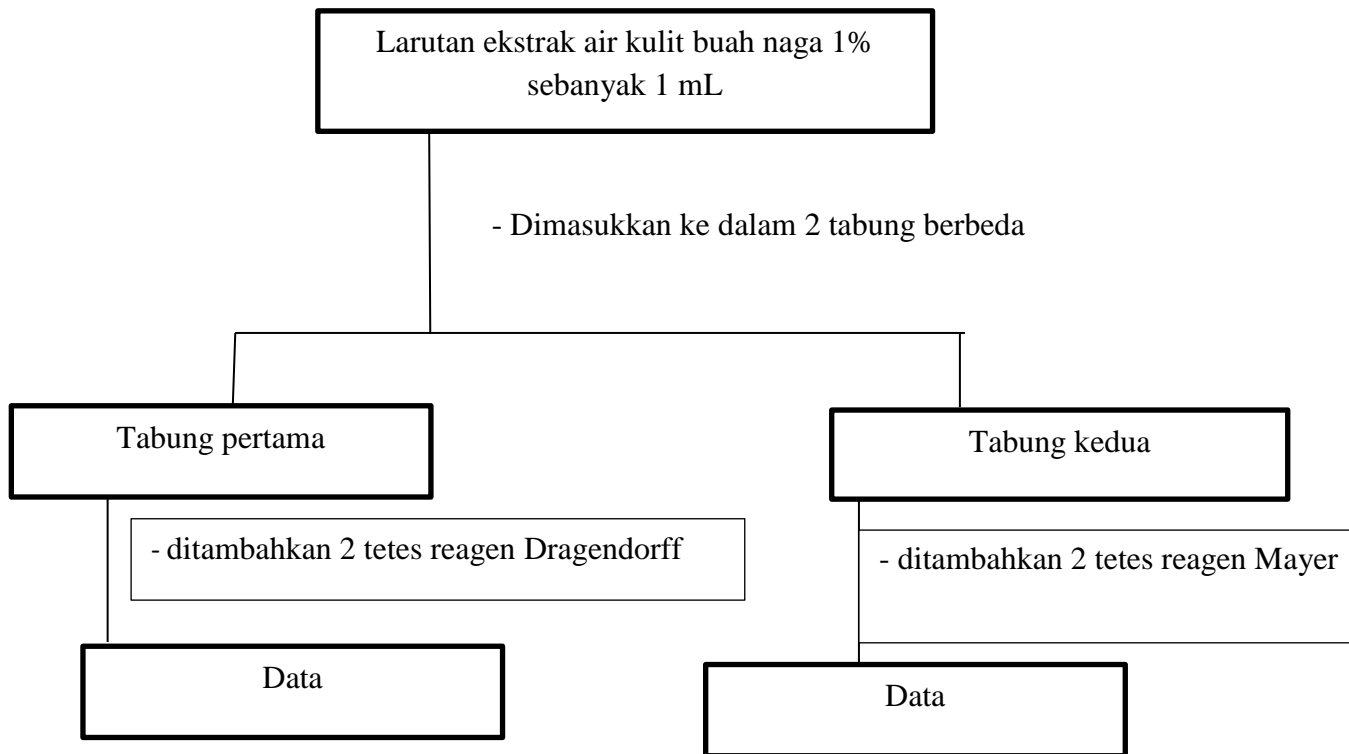 Larutan ekstrak air kulit buah naga 1%
sebanyak 1 mL
- Dimasukkan ke dalam 2 tabung berbeda
Tabung pertama
Tabung kedua
- ditambahkan 2 tetes reagen Dragendorff
- ditambahkan 2 tetes reagen Mayer
Data
Data